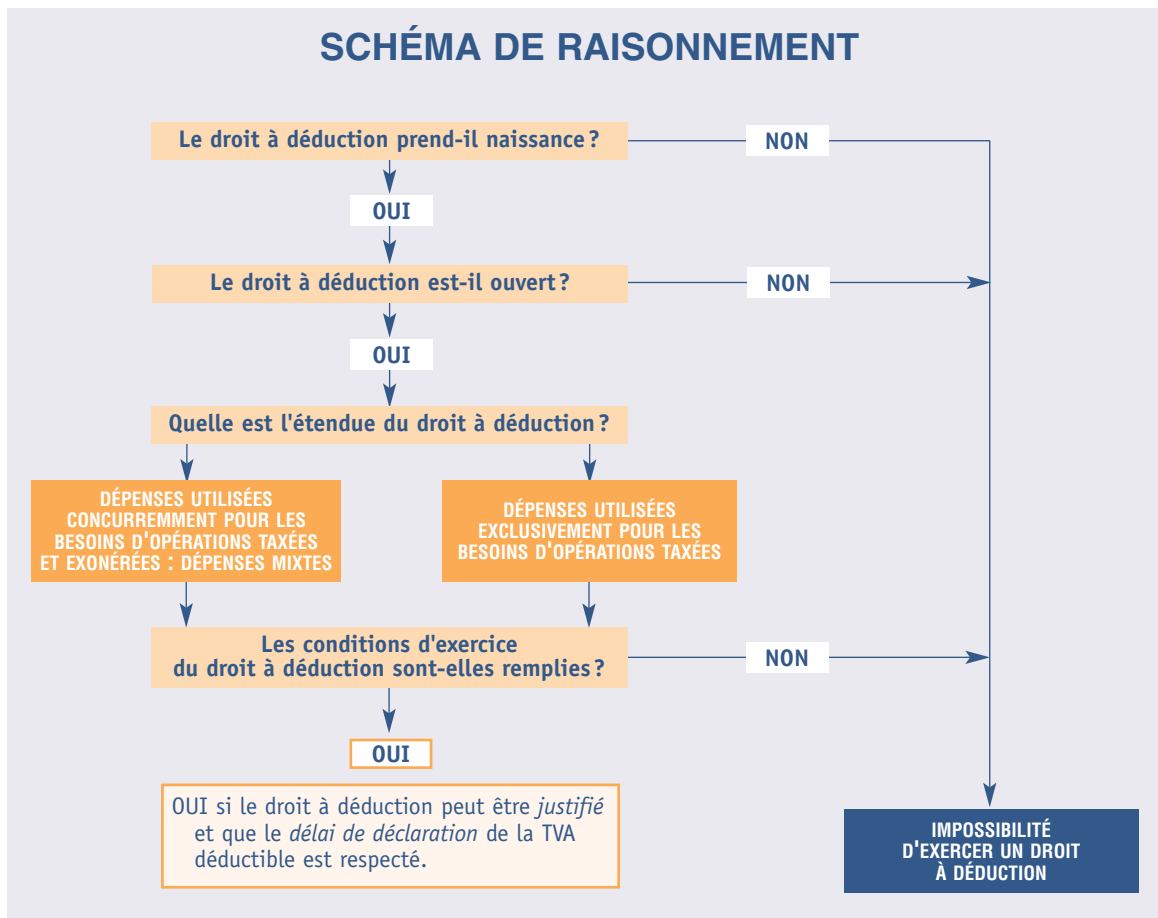 SCHÉMA DE RAISONNEMENT
Le droit à déduction prend-il naissance ?
NON
OUI
Le droit à déduction est-il ouvert ?
NON
OUI
Quelle est l'étendue du droit à déduction ?
DÉPENSES UTILISÉES
CONCURREMMENT POUR LES
BESOINS D'OPÉRATIONS TAXÉES
ET EXONÉRÉES : DÉPENSES MIXTES
DÉPENSES UTILISÉES
EXCLUSIVEMENT POUR LES
BESOINS D'OPÉRATIONS TAXÉES
Les conditions d'exercice
du droit à déduction sont-elles remplies ?
NON
OUI
OUI si le droit à déduction peut être justifié
et que le délai de déclaration de la TVA
déductible est respecté.
IMPOSSIBILITÉ
D'EXERCER UN DROIT
À DÉDUCTION